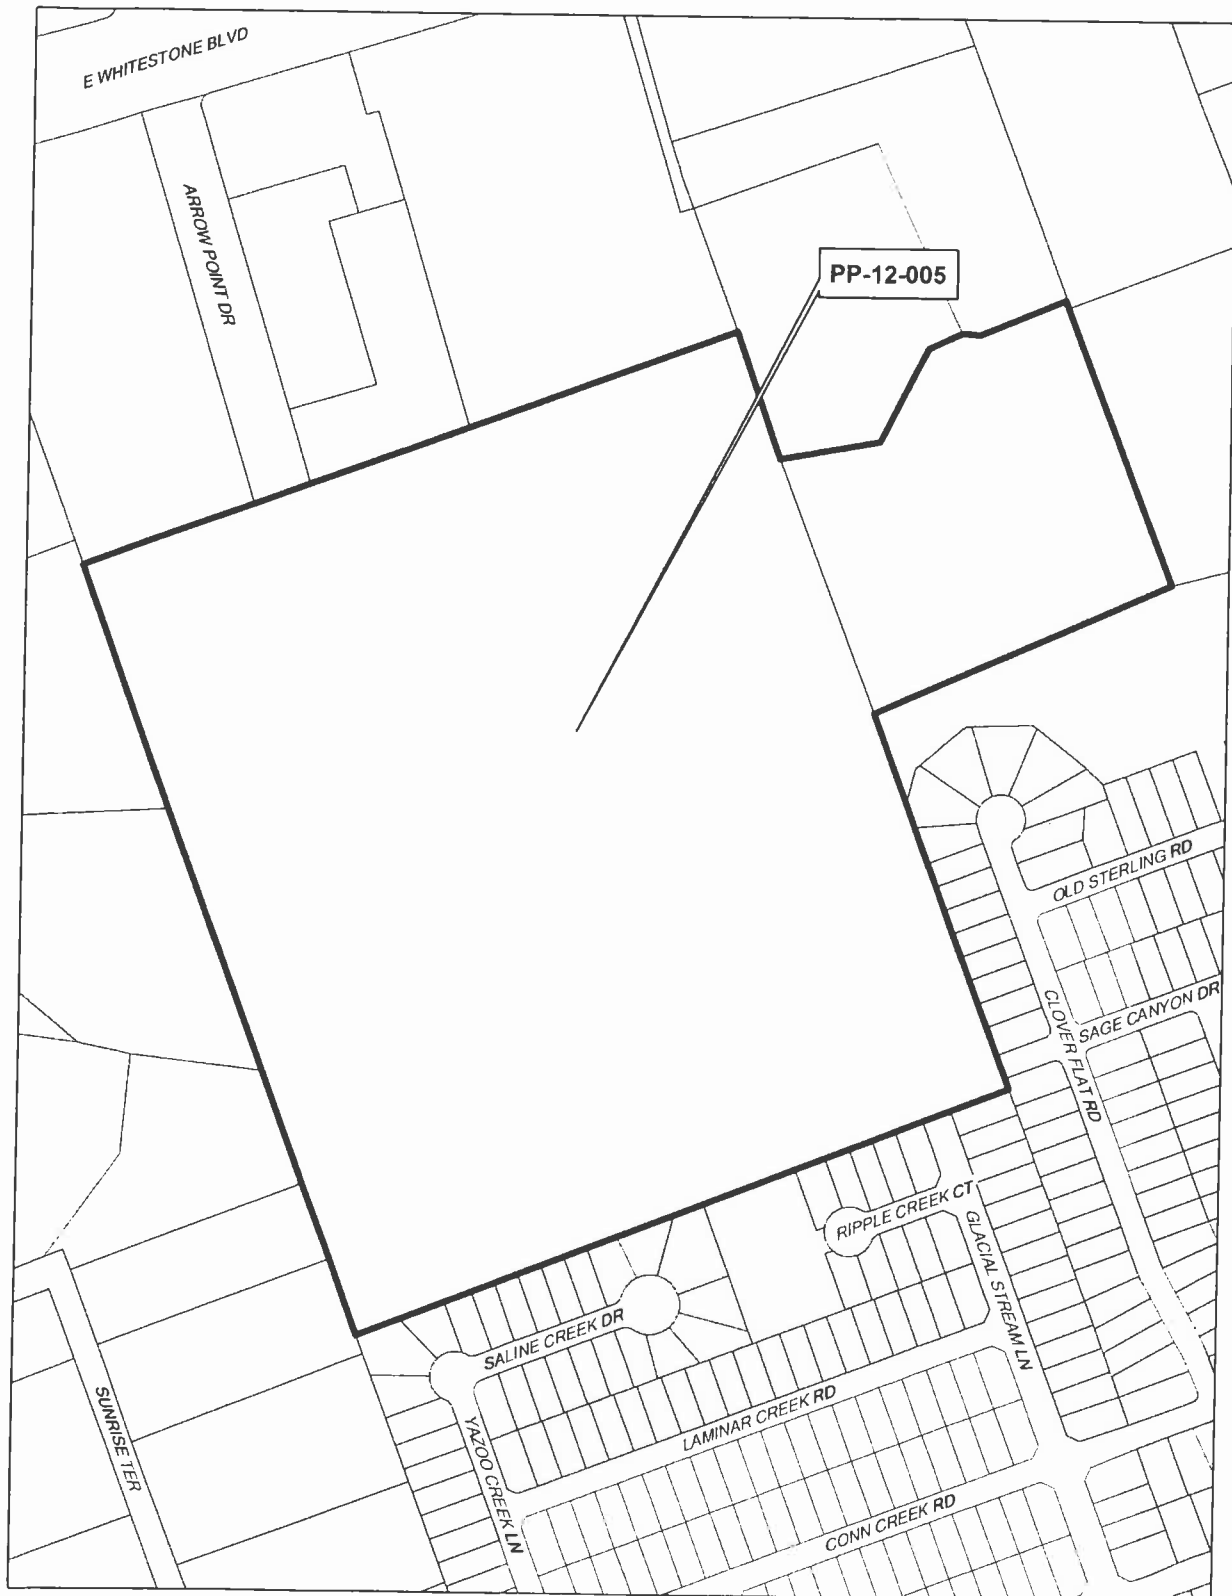 E WHITESTONE BLVD
ARROW POINT DR
PP-12-005
OLD STERLING RD
SAGE CANYON DR
CLOVER FLAT RD
RIPPLE CREEK CT
GLACIAL STREAM LN
SALINE CREEK DR
LAMINAR CREEK RD
SUNRISE TER
YAZOO CREEK LN
CONN CREEK RD